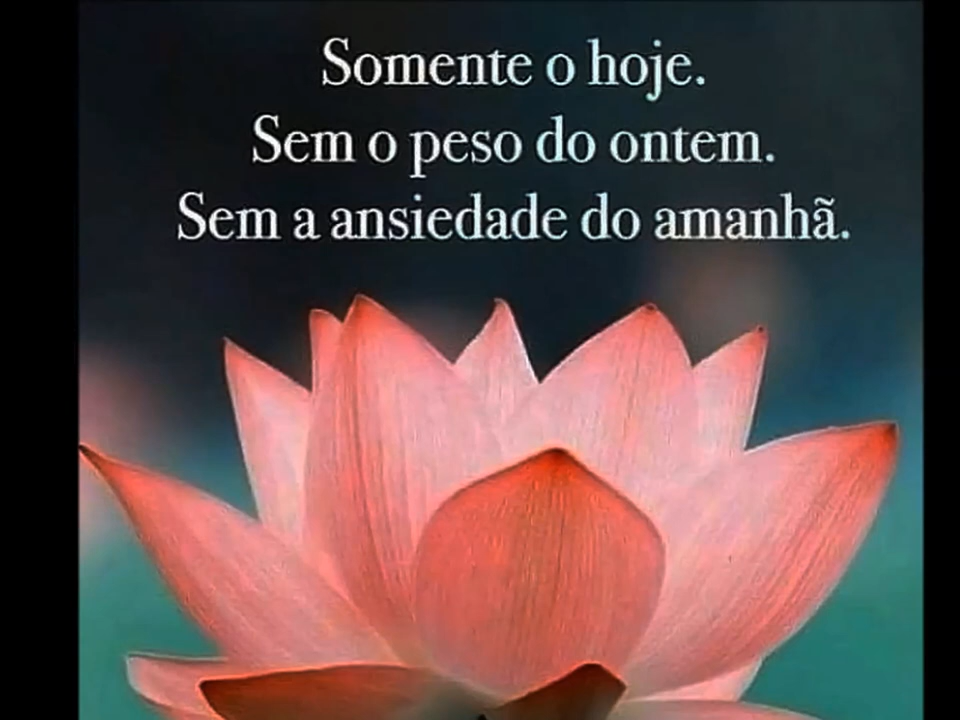 Somente o hoje.
Sem o peso do ontem.
Sem a ansiedade do amanhã.